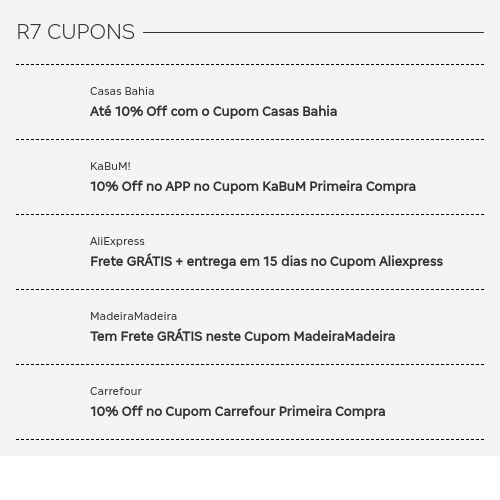 R7 CUPONS
Casas Bahia
Até 10% Off com o Cupom Casas Bahia
KaBuM!
10% Off no APP no Cupom KaBuM Primeira Compra
AliExpress
Frete GRÁTIS + entrega em 15 dias no Cupom Aliexpress
MadeiraMadeira
Tem Frete GRÁTIS neste Cupom MadeiraMadeira
Carrefour
10% Off no Cupom Carrefour Primeira Compra